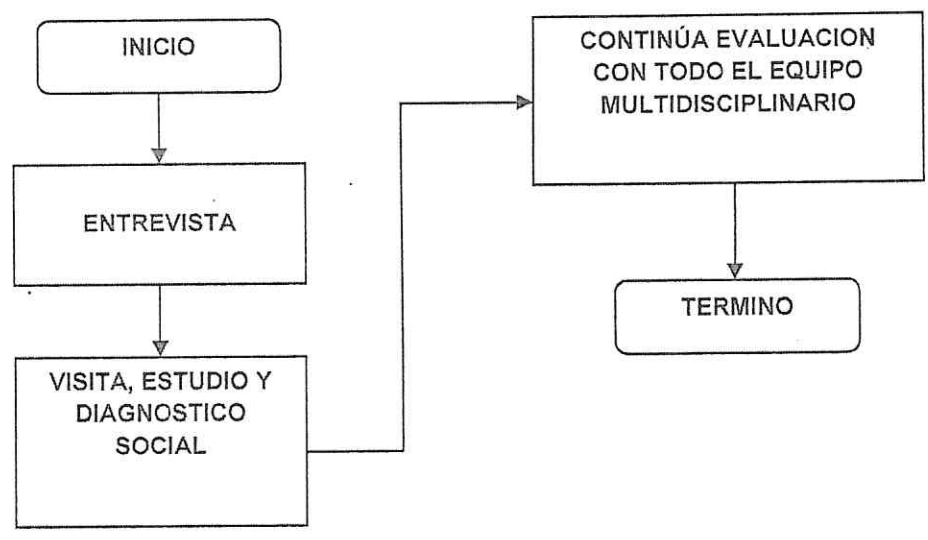 INICIO
ENTREVISTA
VISITA, ESTUDIO Y
DIAGNOSTICO
SOCIAL
CONTINÚA EVALUACION
CON TODO EL EQUIPO
MULTIDISCIPLINARIO
TERMINO